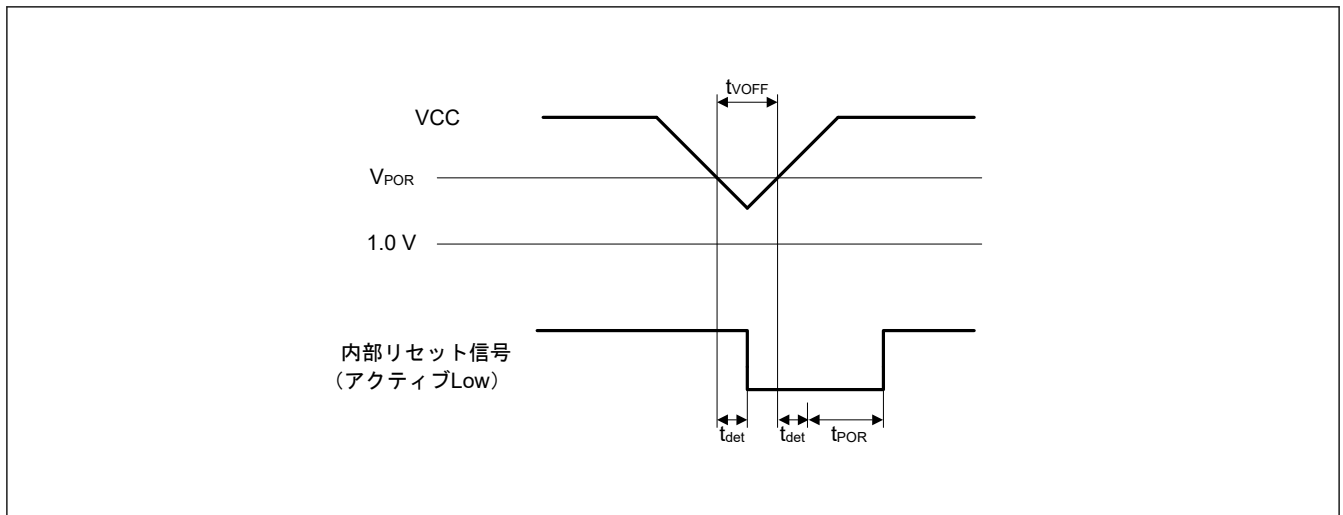 tVOFF
VCC
VPOR
1.0 V
内部リセット信号
（アクティブLow）
tdet
tdet
tPOR